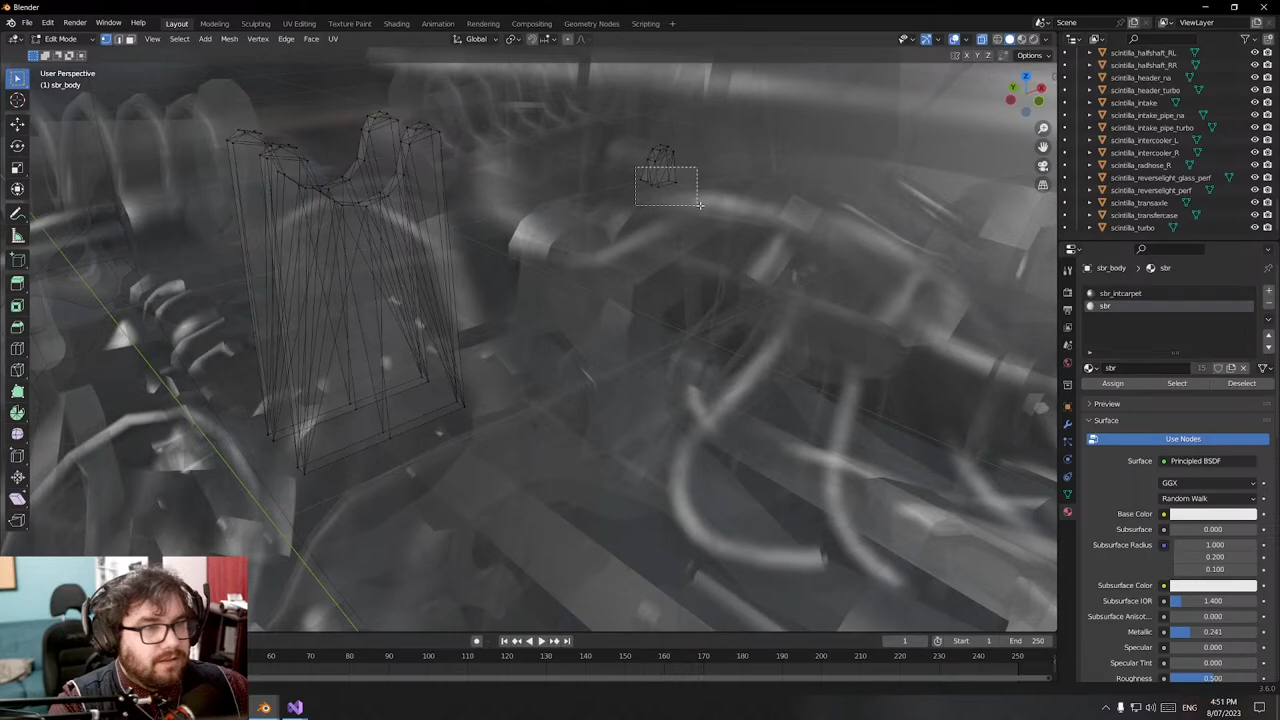 Blender
File
Edit
Render
Window
Help
Layout
Modeling
Sculpting
UV Editing
Texture Paint
Shading
Animation
Rendering
Compositing
Geometry Nodes
Scripting
+
Scene
ViewLayer
Edit Mode
View
Select
Add
Mesh
Vertex
Edge
Face
UV
Global
X
Y
Z
Options
User Perspective
(1) sbr_body
scintilla_halfshaft_RL
scintilla_halfshaft_RR
scintilla_header_na
scintilla_header_turbo
scintilla_intake
scintilla_intake_pipe_na
scintilla_intake_pipe_turbo
scintilla_intercooler_L
scintilla_intercooler_R
scintilla_radhose_R
scintilla_reverselight_glass_perf
scintilla_reverselight_perf
scintilla_transaxle
scintilla_transfercase
scintilla_turbo
sbr_body
sbr
sbr_intcarpet
sbr
sbr
15
Assign
Select
Deselect
Preview
Surface
Use Nodes
Surface
Principled BSDF
GGX
Random Walk
Base Color
Subsurface
0.000
Subsurface Radius
1.000
0.200
0.100
Subsurface Color
Subsurface IOR
1.400
Subsurface Anisot...
0.000
Metallic
0.241
Specular
0.000
Specular Tint
0.000
Roughness
0.500
1
Start
1
End
250
60
70
80
90
100
110
120
130
140
150
160
170
180
190
200
210
220
230
240
250
3.6.0
ENG
4:51 PM
8/07/2023